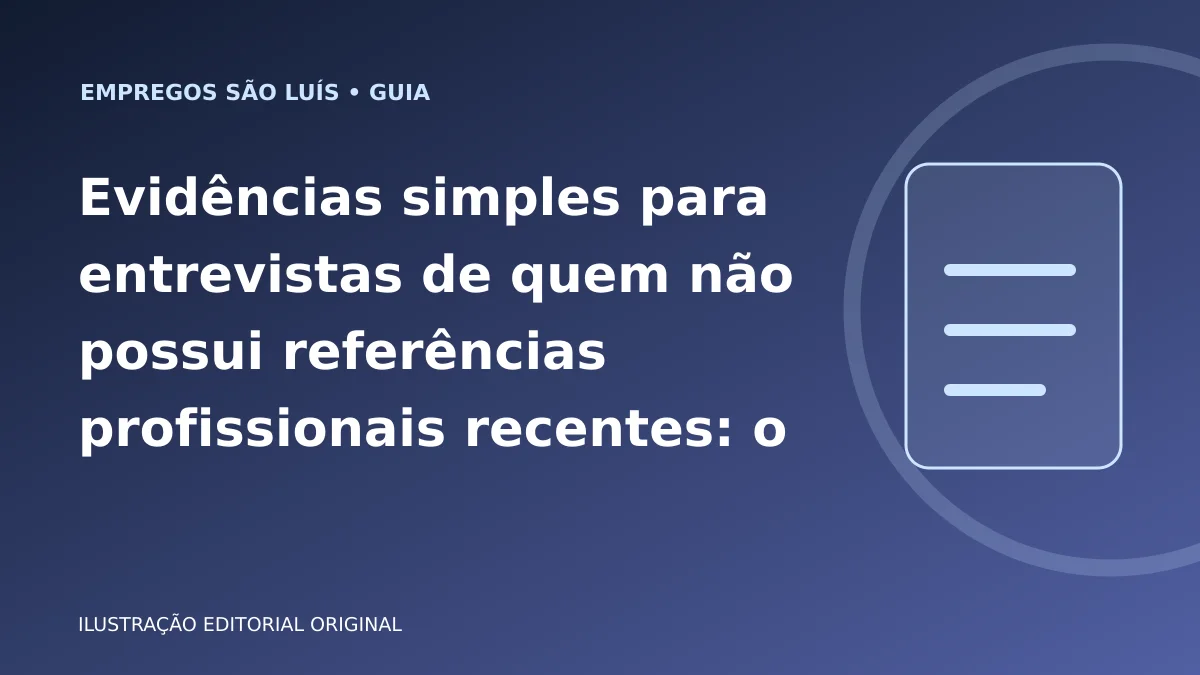 EMPREGOS SÃO LUÍS • GUIA
Evidências simples para
entrevistas de quem não
possui referências
profissionais recentes: o
ILUSTRAÇÃO EDITORIAL ORIGINAL